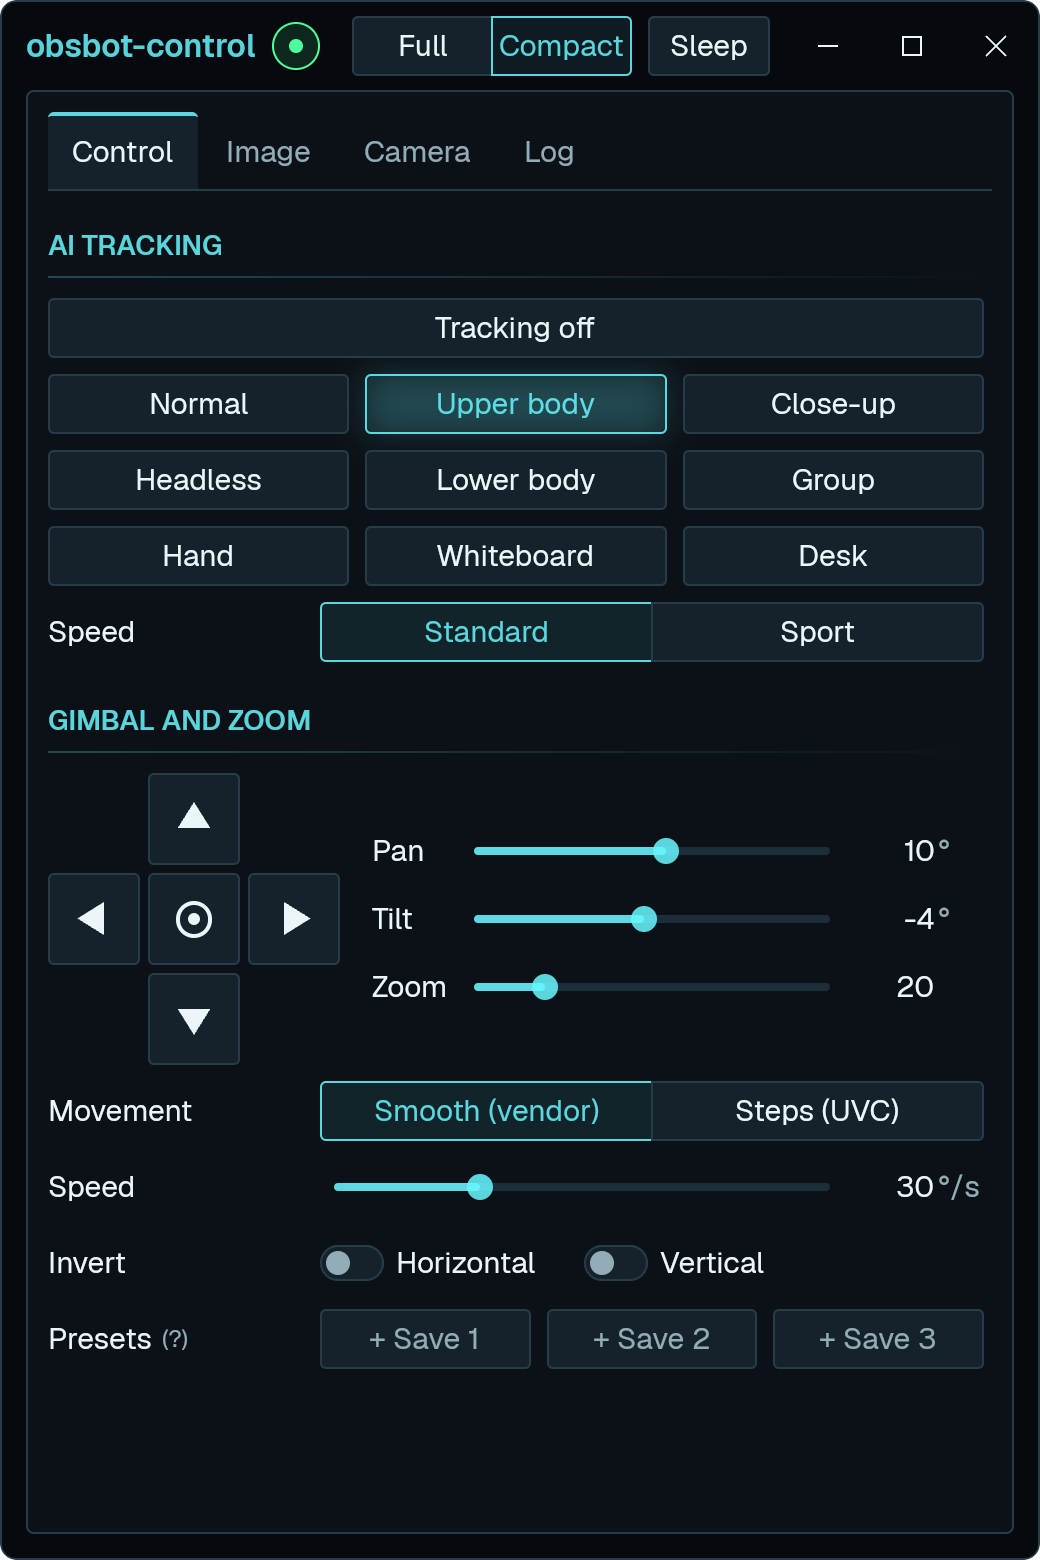 obsbot-control Full Compact Sleep
Control Image Camera Log
AI TRACKING
Tracking off
Normal Upper body Close-up
Headless Lower body Group
Hand Whiteboard Desk
Speed Standard Sport
GIMBAL AND ZOOM
Pan 10°
Tilt -4°
Zoom 20
Movement Smooth (vendor) Steps (UVC)
Speed 30°/s
Invert Horizontal Vertical
Presets (?) + Save 1 + Save 2 + Save 3